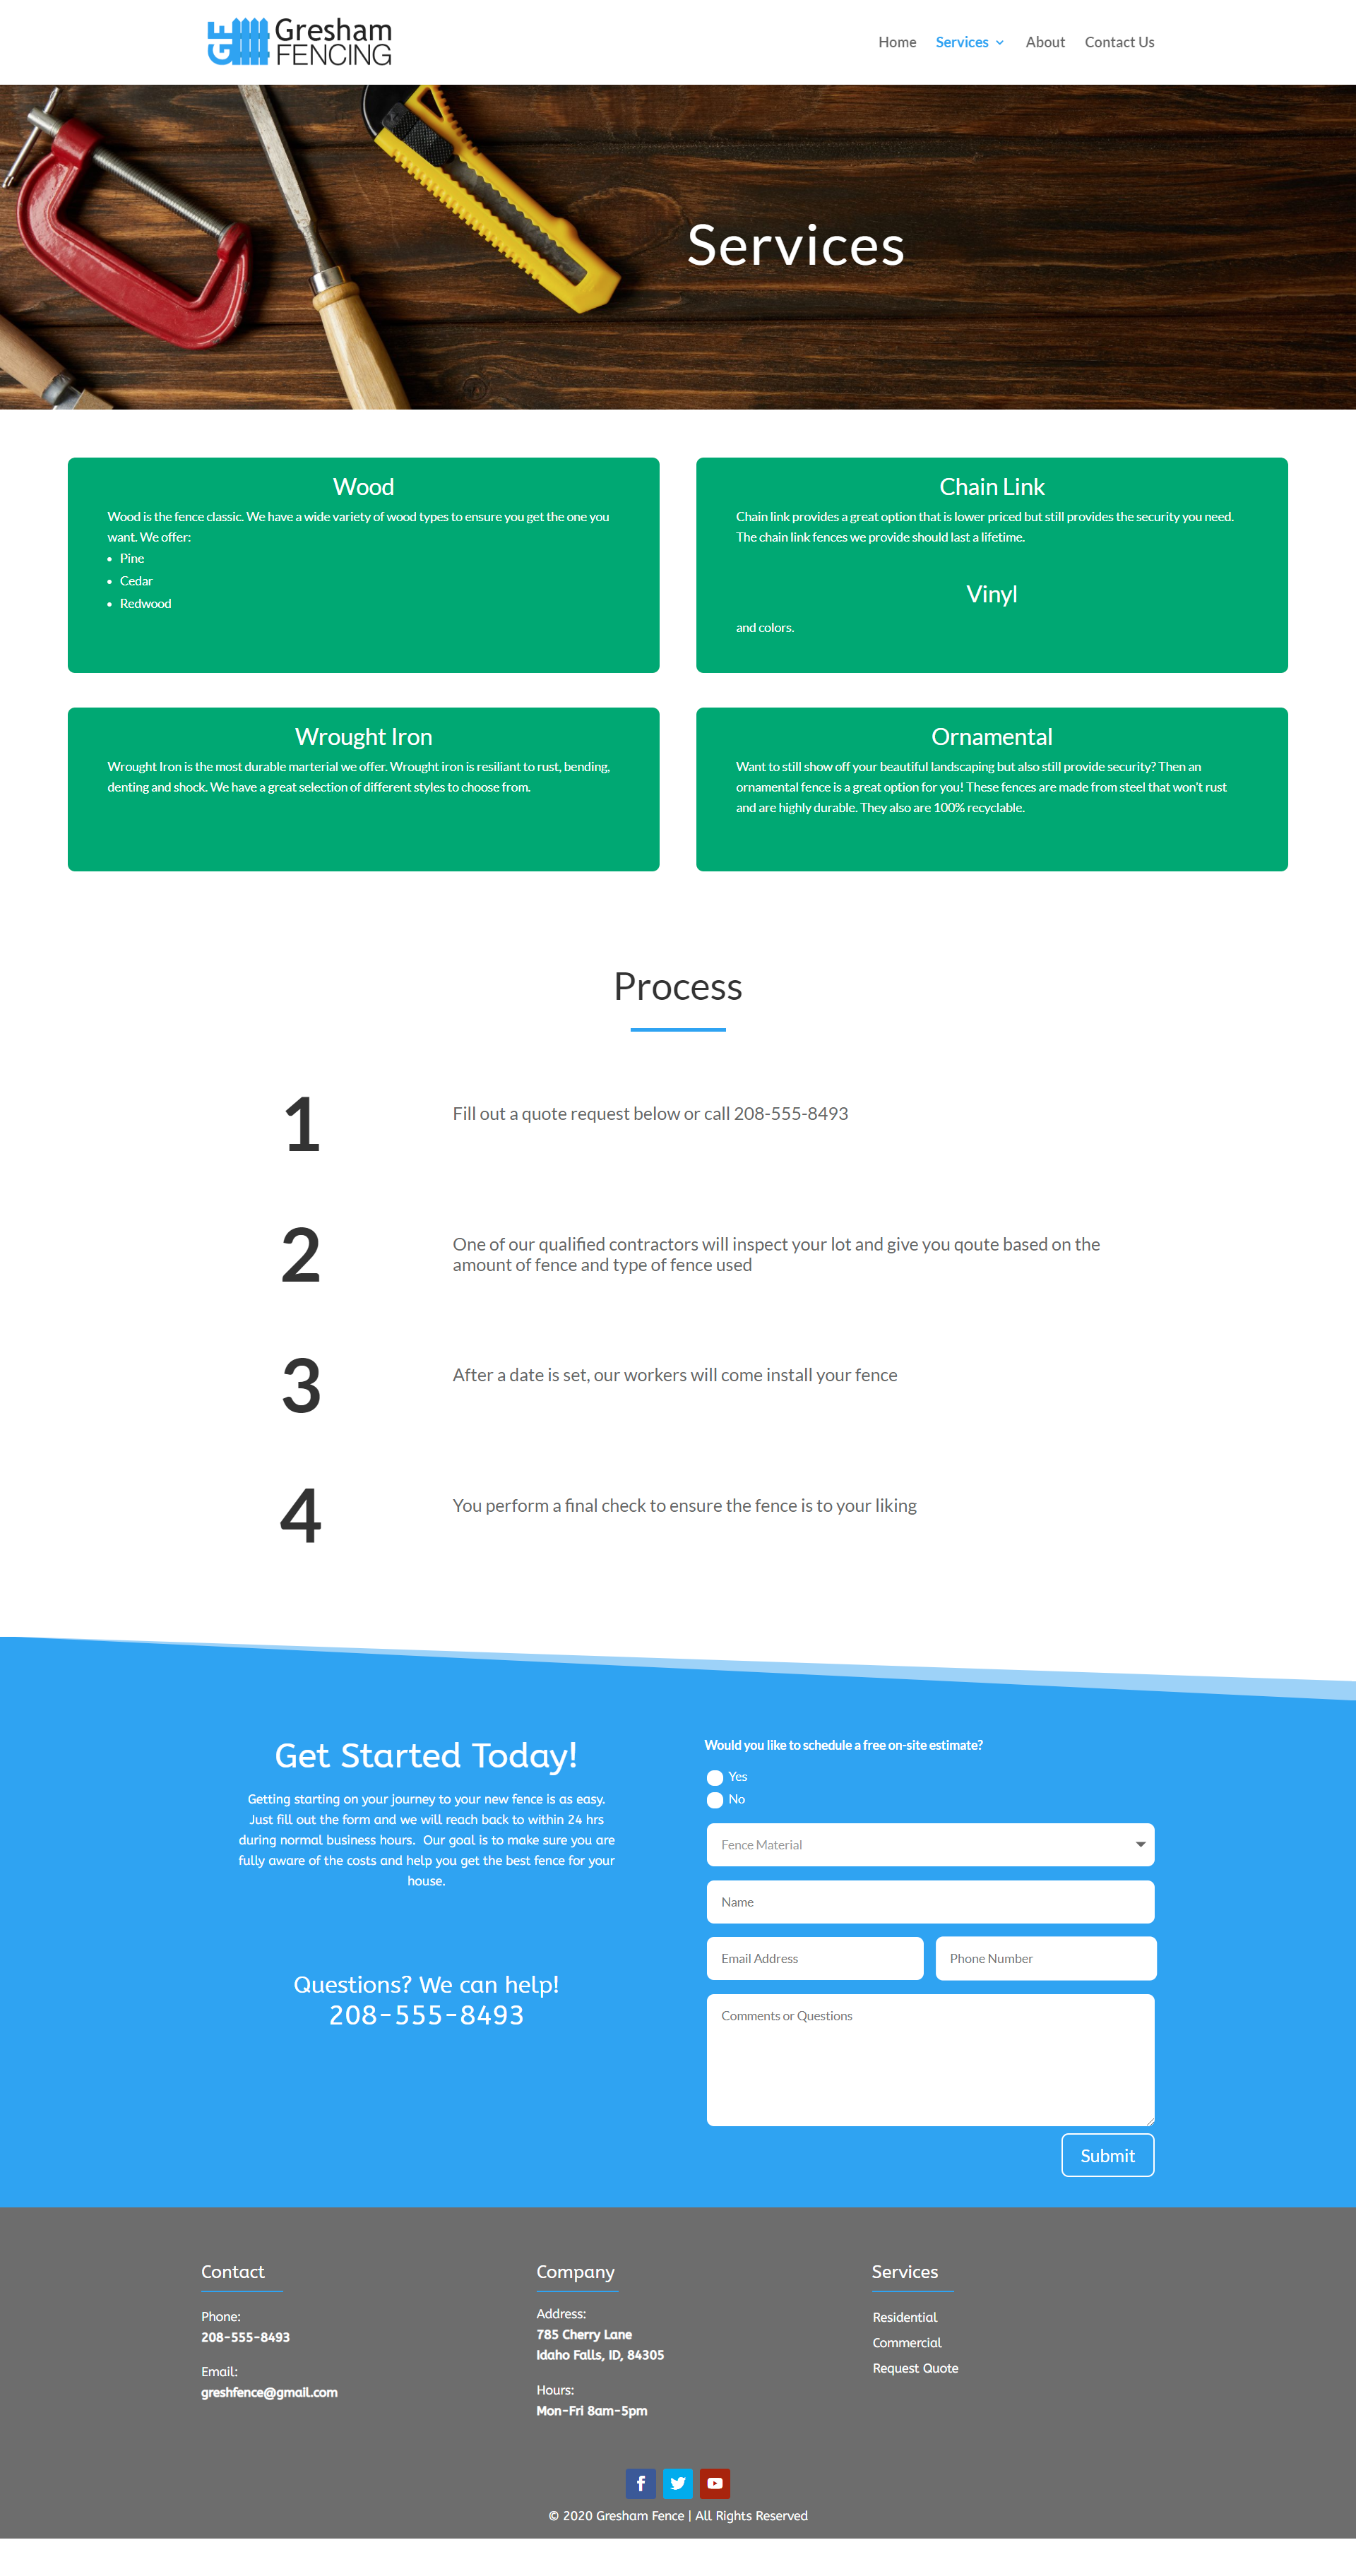 GF Gresham
FENCING
Home Services About Contact Us
Services
Wood
Wood is the fence classic. We have a wide variety of wood types to ensure you get the one you
want. We offer:
• Pine
• Cedar
• Redwood
Chain Link
Chain link provides a great option that is lower priced but still provides the security you need.
The chain link fences we provide should last a lifetime.
Vinyl
and colors.
Wrought Iron
Wrought Iron is the most durable marterial we offer. Wrought iron is resiliant to rust, bending,
denting and shock. We have a great selection of different styles to choose from.
Ornamental
Want to still show off your beautiful landscaping but also still provide security? Then an
ornamental fence is a great option for you! These fences are made from steel that won't rust
and are highly durable. They also are 100% recyclable.
Process
1
Fill out a quote request below or call 208-555-8493
2
One of our qualified contractors will inspect your lot and give you qoute based on the
amount of fence and type of fence used
3
After a date is set, our workers will come install your fence
4
You perform a final check to ensure the fence is to your liking
Get Started Today!
Getting starting on your journey to your new fence is as easy.
Just fill out the form and we will reach back to within 24 hrs
during normal business hours. Our goal is to make sure you are
fully aware of the costs and help you get the best fence for your
house.
Questions? We can help!
208-555-8493
Would you like to schedule a free on-site estimate?
Yes
No
Fence Material
Name
Email Address
Phone Number
Comments or Questions
Submit
Contact
Phone:
208-555-8493
Email:
greshfence@gmail.com
Company
Address:
785 Cherry Lane
Idaho Falls, ID, 84305
Hours:
Mon-Fri 8am-5pm
Services
Residential
Commercial
Request Quote
© 2020 Gresham Fence | All Rights Reserved